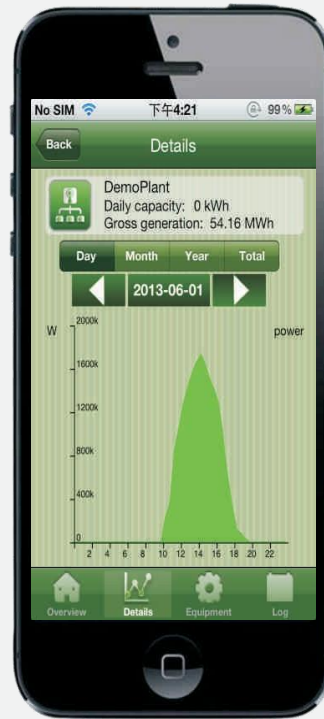 No SIM 下午4:21 99%
Back Details
DemoPlant
Daily capacity: 0 kWh
Gross generation: 54.16 MWh
Day Month Year Total
2013-06-01
W 2000k power
1600k
1200k
800k
400k
0
2 4 6 8 10 12 14 16 18 20 22
Overview Details Equipment Log